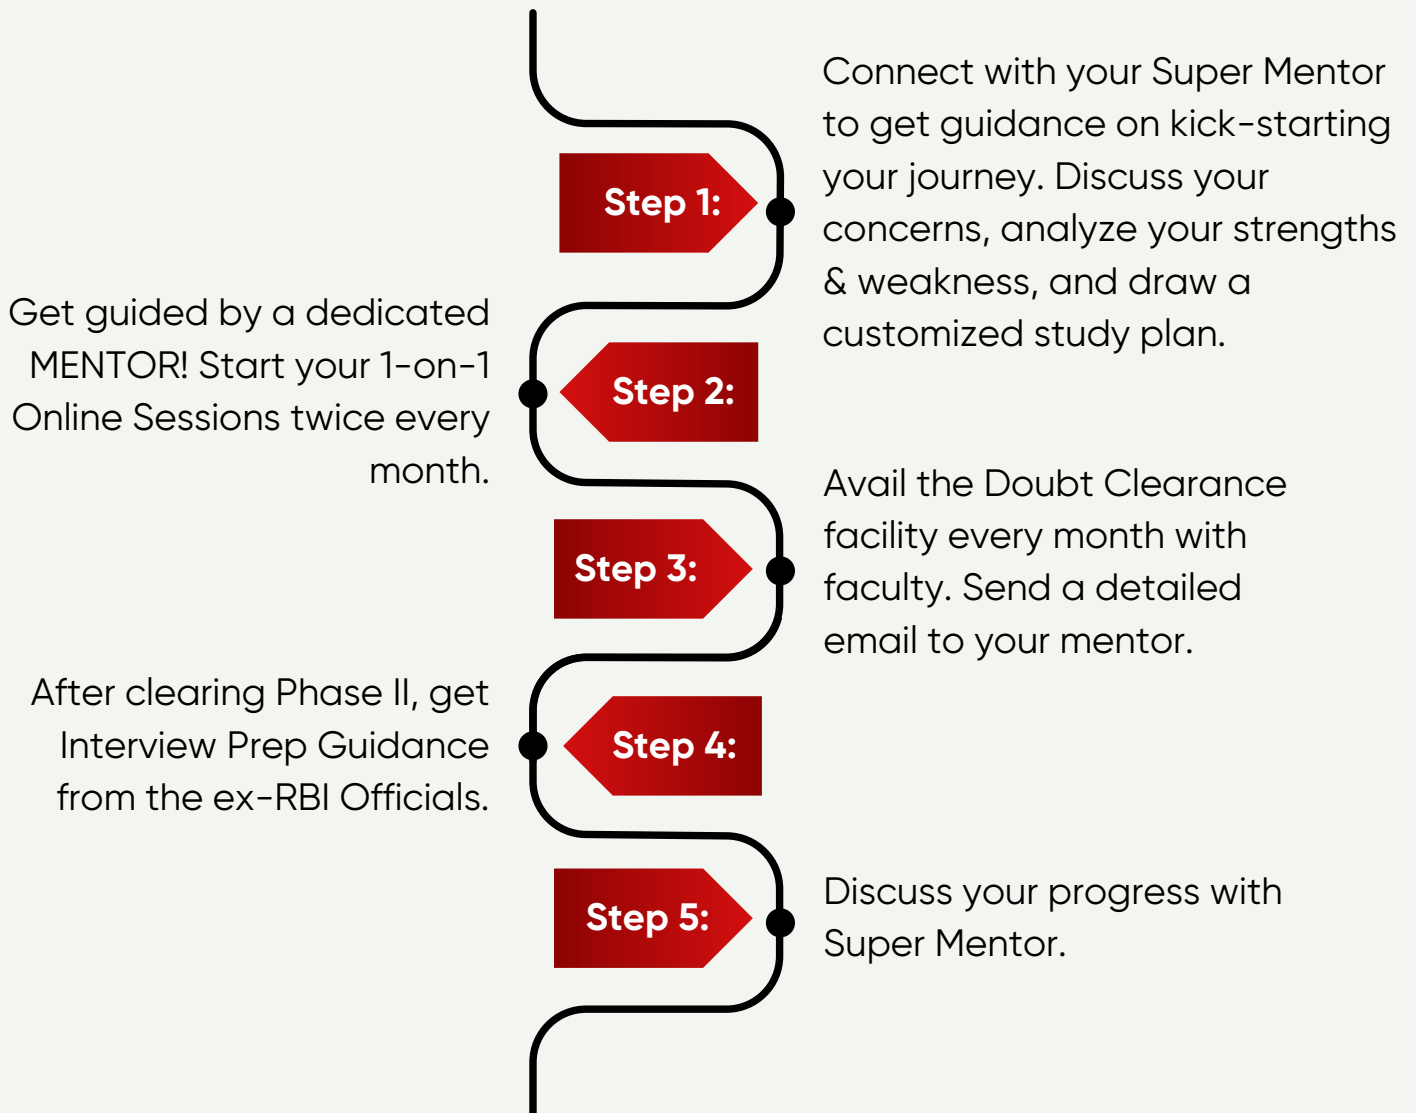 Step 1:
Connect with your Super Mentor
to get guidance on kick-starting
your journey. Discuss your
concerns, analyze your strengths
& weakness, and draw a
customized study plan.
Step 2:
Get guided by a dedicated
MENTOR! Start your 1-on-1
Online Sessions twice every
month.
Step 3:
Avail the Doubt Clearance
facility every month with
faculty. Send a detailed
email to your mentor.
Step 4:
After clearing Phase II, get
Interview Prep Guidance
from the ex-RBI Officials.
Step 5:
Discuss your progress with
Super Mentor.